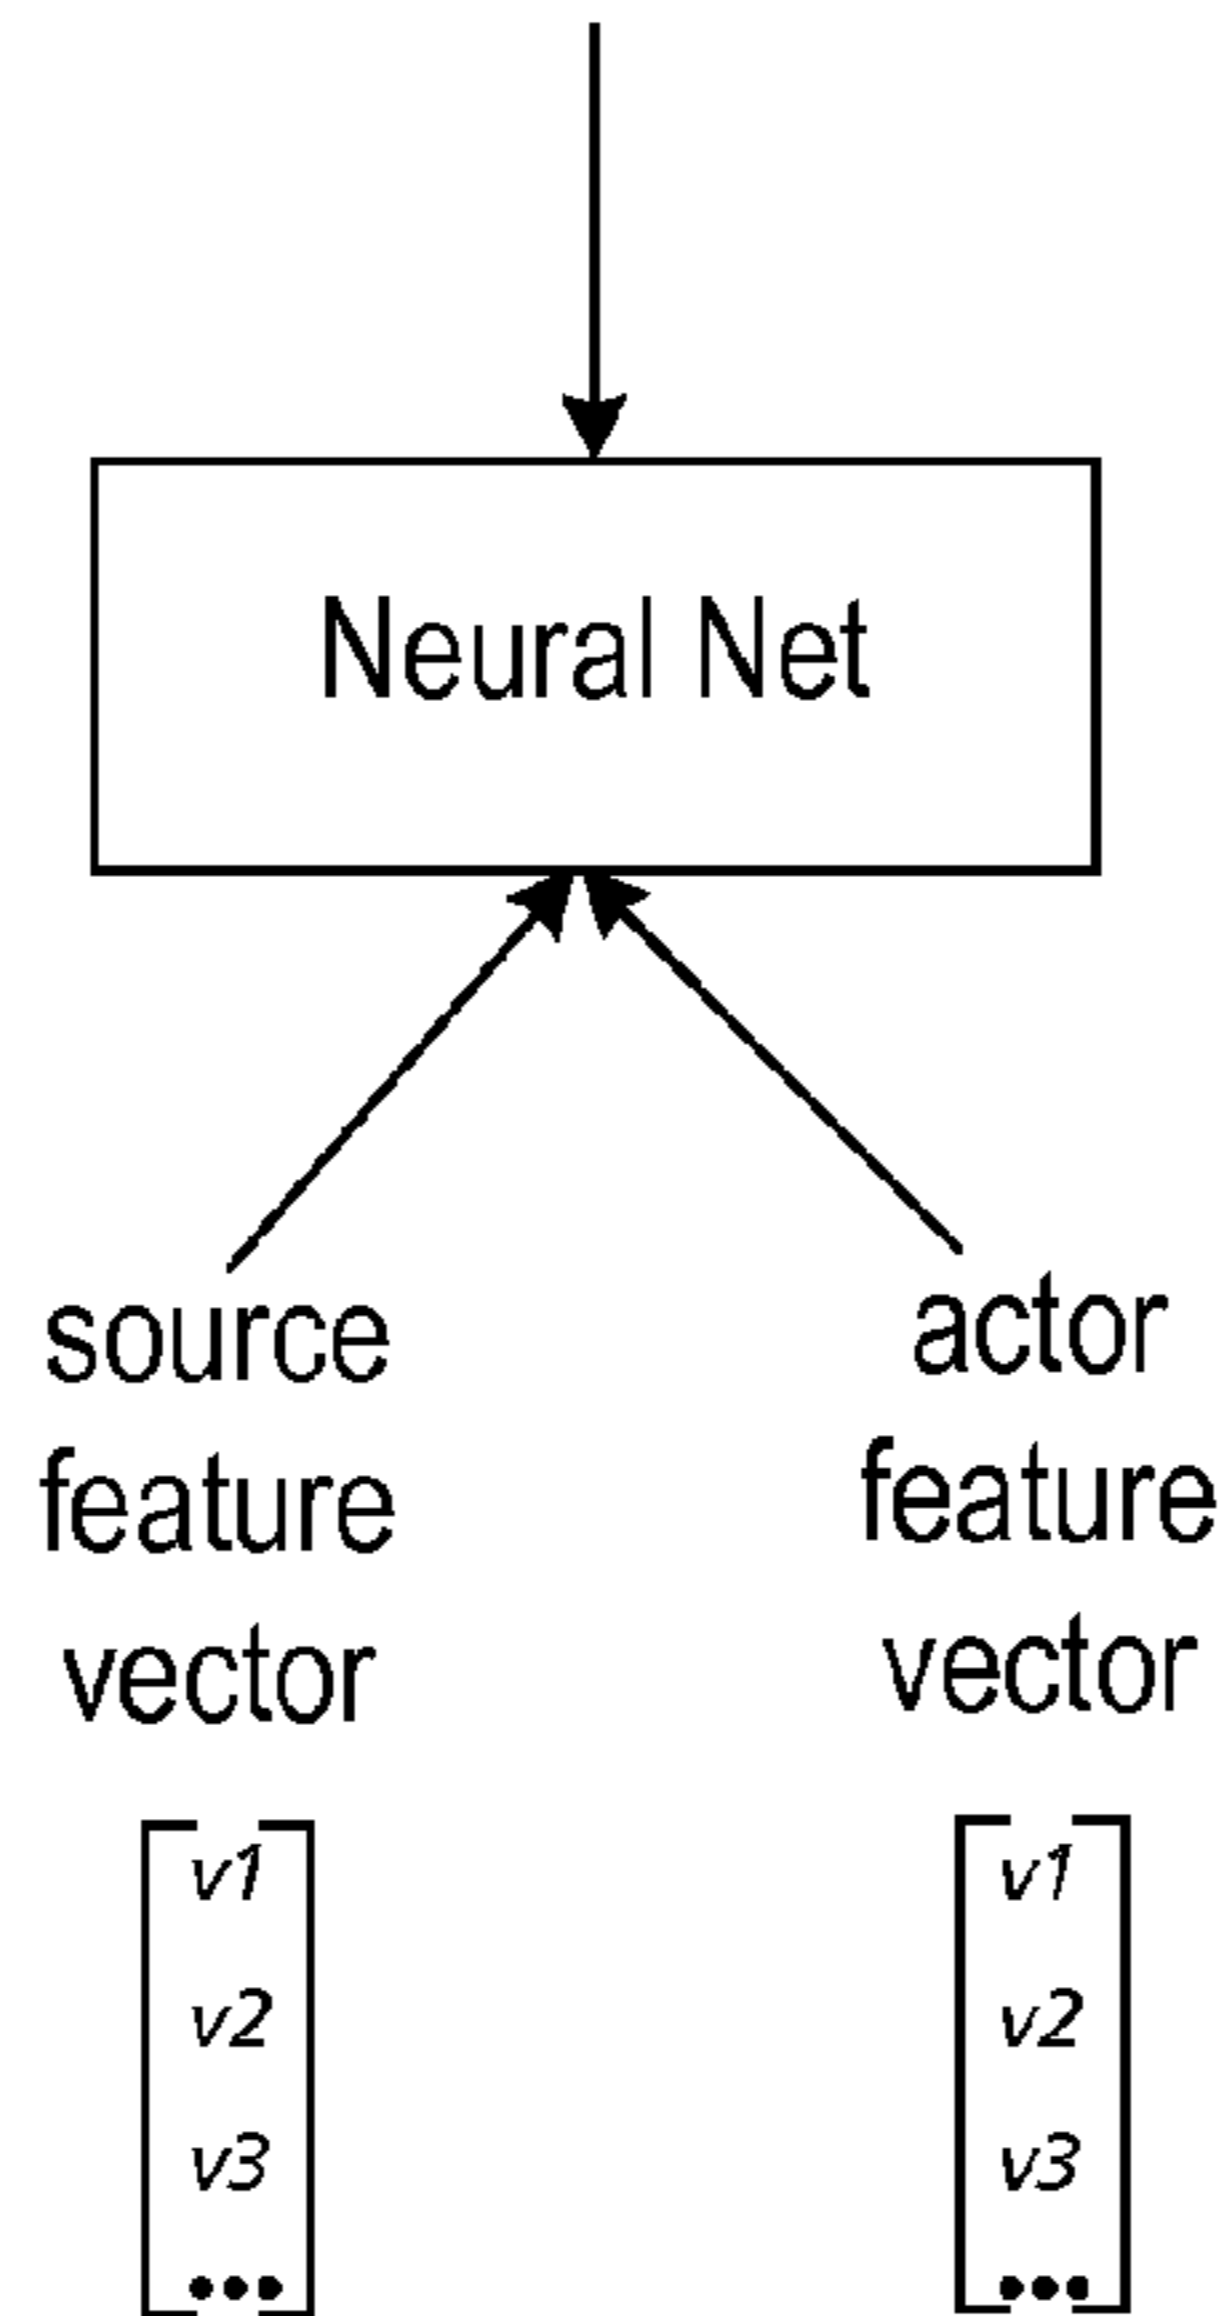 Neural Net
source
feature
vector
actor
feature
vector
v1
v2
v3
•••
v1
v2
v3
•••